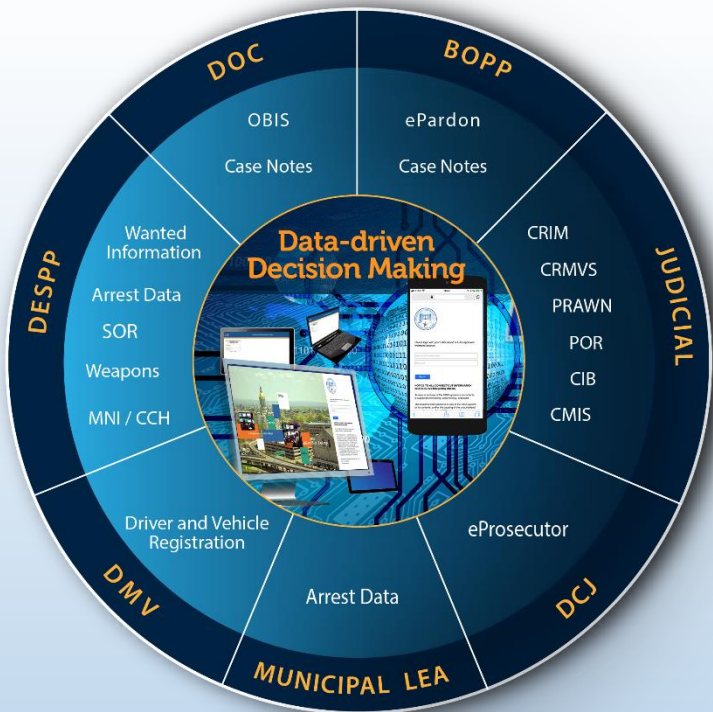 DOC
OBIS
Case Notes
BOPP
ePardon
Case Notes
JUDICIAL
CRIM
CRMVS
PRAWN
POR
CIB
CMIS
DCJ
eProsecutor
MUNICIPAL LEA
Arrest Data
DMV
Driver and Vehicle
Registration
DESPP
Wanted
Information
Arrest Data
SOR
Weapons
MNI / CCH
Data-driven
Decision Making